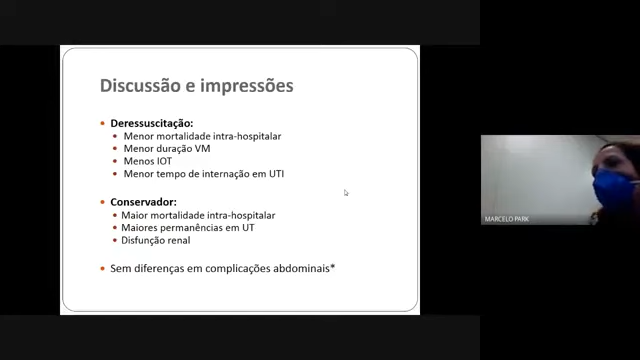 Discussão e impressões
Deressuscitação:
Menor mortalidade intra-hospitalar
Menor duração VM
Menos IOT
Menor tempo de internação em UTI
Conservador:
Maior mortalidade intra-hospitalar
Maiores permanências em UT
Disfunção renal
Sem diferenças em complicações abdominais*
MARCELO PARK